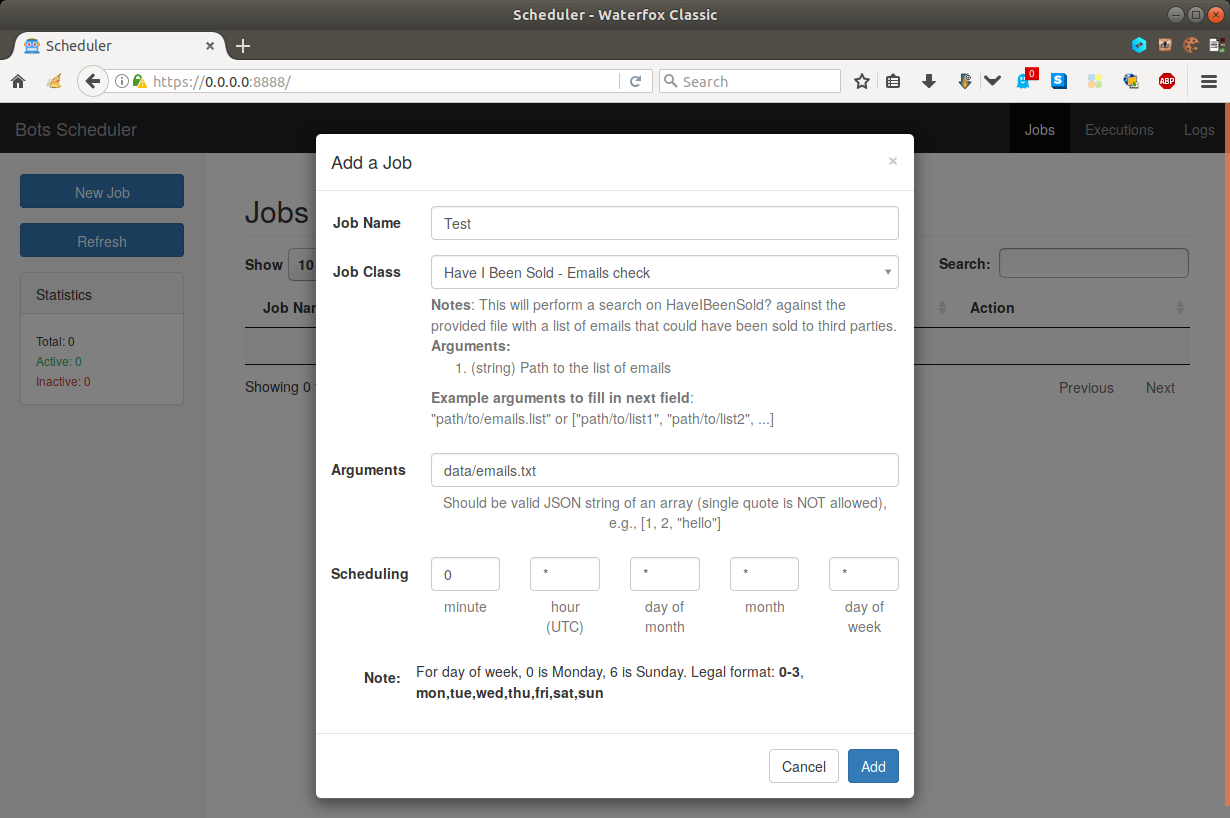 Scheduler - Waterfox Classic
Scheduler
https://0.0.0.0:8888/
Search
0
S
ABP
Bots Scheduler
Jobs
Executions
Logs
New Job
Refresh
Statistics
Total: 0
Active: 0
Inactive: 0
Jobs
Show 10
Search:
Job Nar
Action
Showing 0
Previous
Next
Add a Job
×
Job Name
Test
Job Class
Have I Been Sold - Emails check
Notes: This will perform a search on HaveIBeenSold? against the
provided file with a list of emails that could have been sold to third parties.
Arguments:
1. (string) Path to the list of emails
Example arguments to fill in next field:
"path/to/emails.list" or ["path/to/list1", "path/to/list2", ...]
Arguments
data/emails.txt
Should be valid JSON string of an array (single quote is NOT allowed),
e.g., [1, 2, "hello"]
Scheduling
0
*
*
*
*
minute
hour
(UTC)
day of
month
month
day of
week
Note:
For day of week, 0 is Monday, 6 is Sunday. Legal format: 0-3,
mon,tue,wed,thu,fri,sat,sun
Cancel
Add